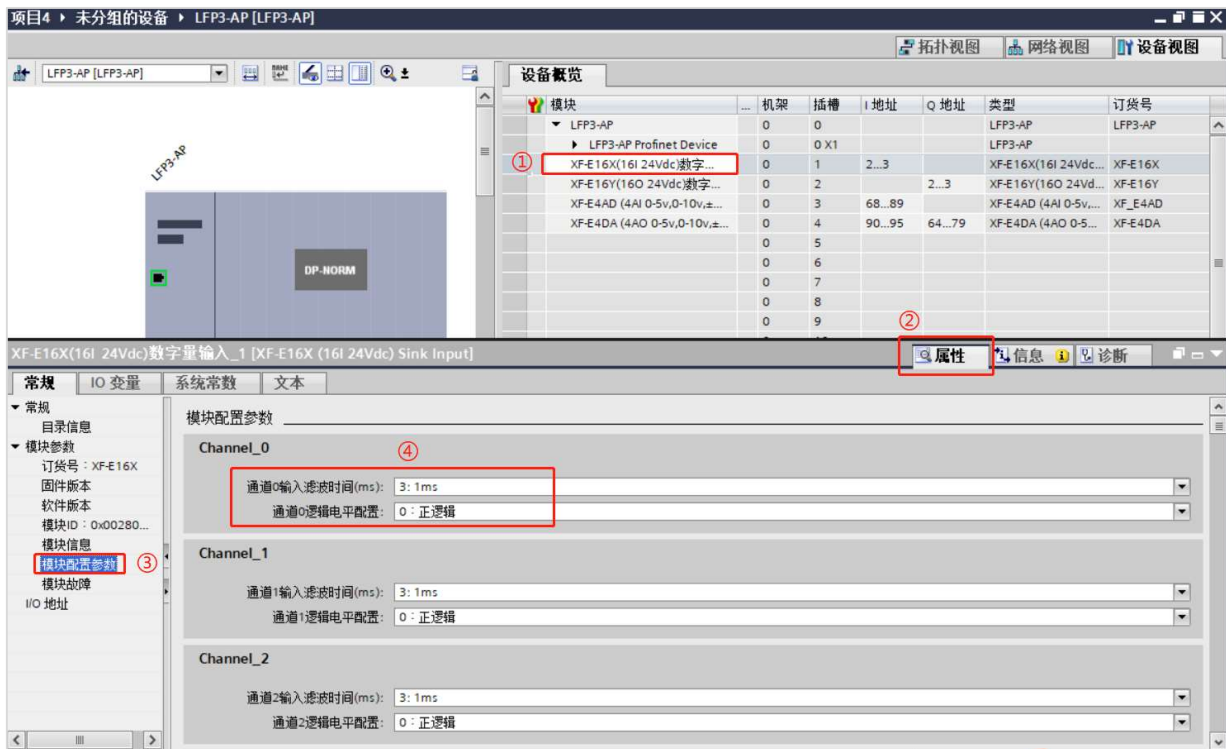 项目4 ▸ 未分组的设备 ▸ LFP3-AP [LFP3-AP]
拓扑视图 网络视图 设备视图
LFP3-AP [LFP3-AP]
设备概览
模块 ... 机架 插槽 I 地址 Q 地址 类型 订货号
LFP3-AP 0 0 LFP3-AP LFP3-AP
LFP3-AP Profinet Device 0 0 X1 LFP3-AP
① XF-E16X(16I 24Vdc)数字... 0 1 2...3 XF-E16X(16I 24Vdc... XF-E16X
XF-E16Y(16O 24Vdc)数字... 0 2 2...3 XF-E16Y(16O 24Vd... XF-E16Y
XF-E4AD (4AI 0-5v,0-10v,±... 0 3 68...89 XF-E4AD (4AI 0-5v,... XF_E4AD
XF-E4DA (4AO 0-5v,0-10v,±... 0 4 90...95 64...79 XF-E4DA (4AO 0-5... XF-E4DA
0 5
0 6
0 7
0 8
0 9
LFP3-AP
DP-NORM
②
XF-E16X(16I 24Vdc)数字量输入_1 [XF-E16X (16I 24Vdc) Sink Input]
属性 信息 诊断
常规 IO 变量 系统常数 文本
常规
目录信息
模块参数
订货号：XF-E16X
固件版本
软件版本
模块ID：0x00280...
模块信息
模块配置参数 ③
模块故障
I/O 地址
模块配置参数
Channel_0
④
通道0输入滤波时间(ms): 3: 1ms
通道0逻辑电平配置: 0：正逻辑
Channel_1
通道1输入滤波时间(ms): 3: 1ms
通道1逻辑电平配置: 0：正逻辑
Channel_2
通道2输入滤波时间(ms): 3: 1ms
通道2逻辑电平配置: 0：正逻辑